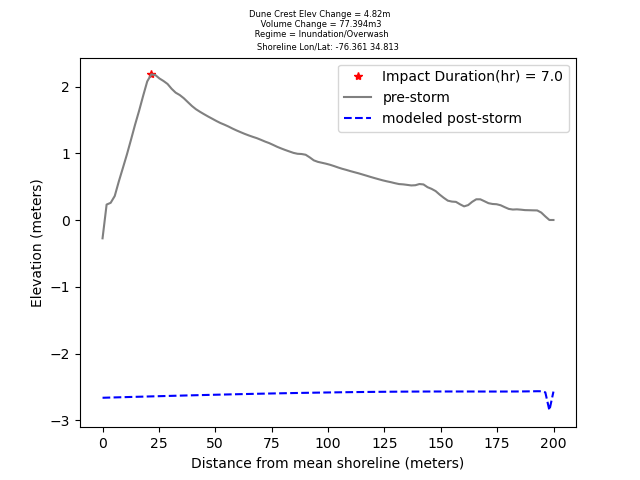 Dune Crest Elev Change = 4.82m
Volume Change = 77.394m3
Regime = Inundation/Overwash
Shoreline Lon/Lat: -76.361 34.813
Impact Duration(hr) = 7.0
pre-storm
modeled post-storm
2
1
0
−1
−2
−3
Elevation (meters)
0 25 50 75 100 125 150 175 200
Distance from mean shoreline (meters)